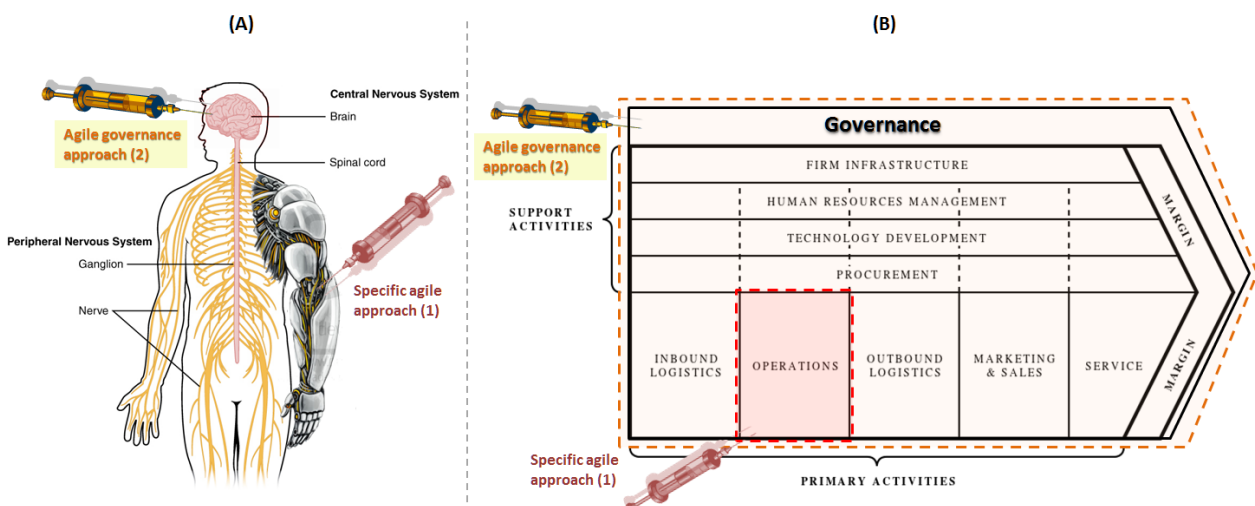 (A)
Central Nervous System
Brain
Agile governance
approach (2)
Spinal cord
Peripheral Nervous System
Ganglion
Specific agile
approach (1)
Nerve
(B)
Governance
Agile governance
approach (2)
FIRM INFRASTRUCTURE
HUMAN RESOURCES MANAGEMENT
SUPPORT
ACTIVITIES
TECHNOLOGY DEVELOPMENT
PROCUREMENT
MARGIN
INBOUND
LOGISTICS
OPERATIONS
OUTBOUND
LOGISTICS
MARKETING
& SALES
SERVICE
MARGIN
Specific agile
approach (1)
PRIMARY ACTIVITIES